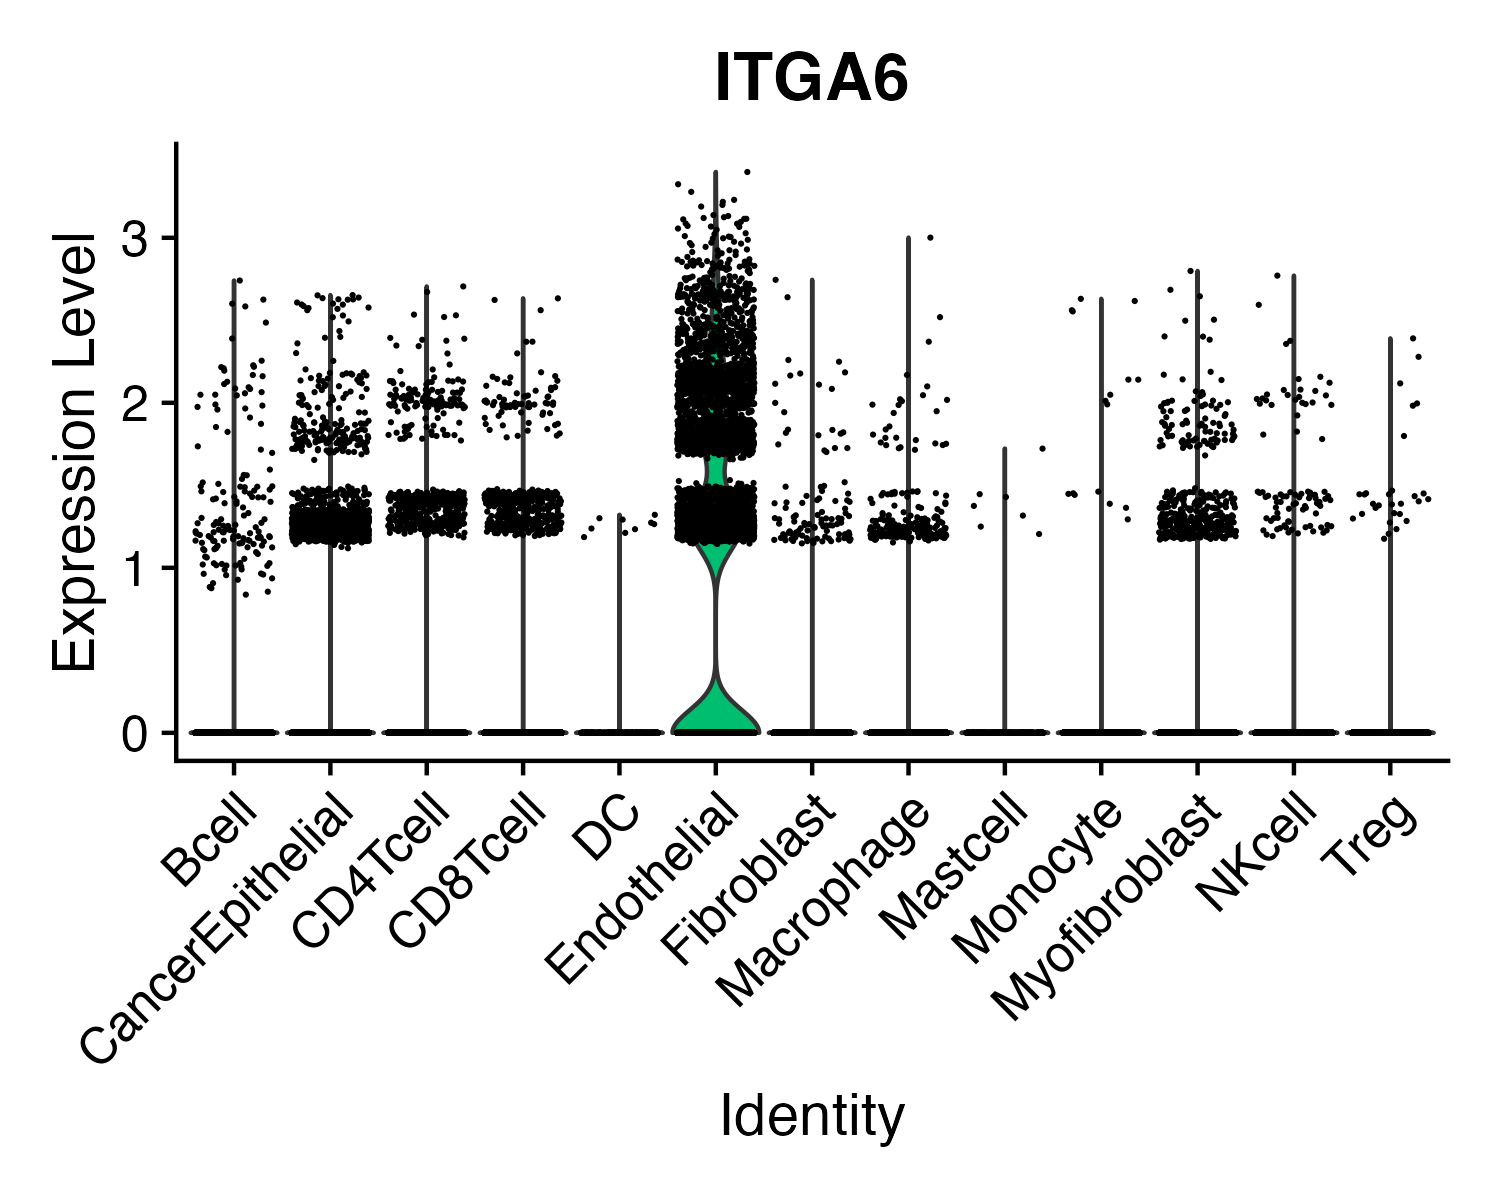 ITGA6
Expression Level
3
2
1
0
Bcell
CancerEpithelial
CD4Tcell
CD8Tcell
DC
Endothelial
Fibroblast
Macrophage
Mastcell
Monocyte
Myofibroblast
NKcell
Treg
Identity